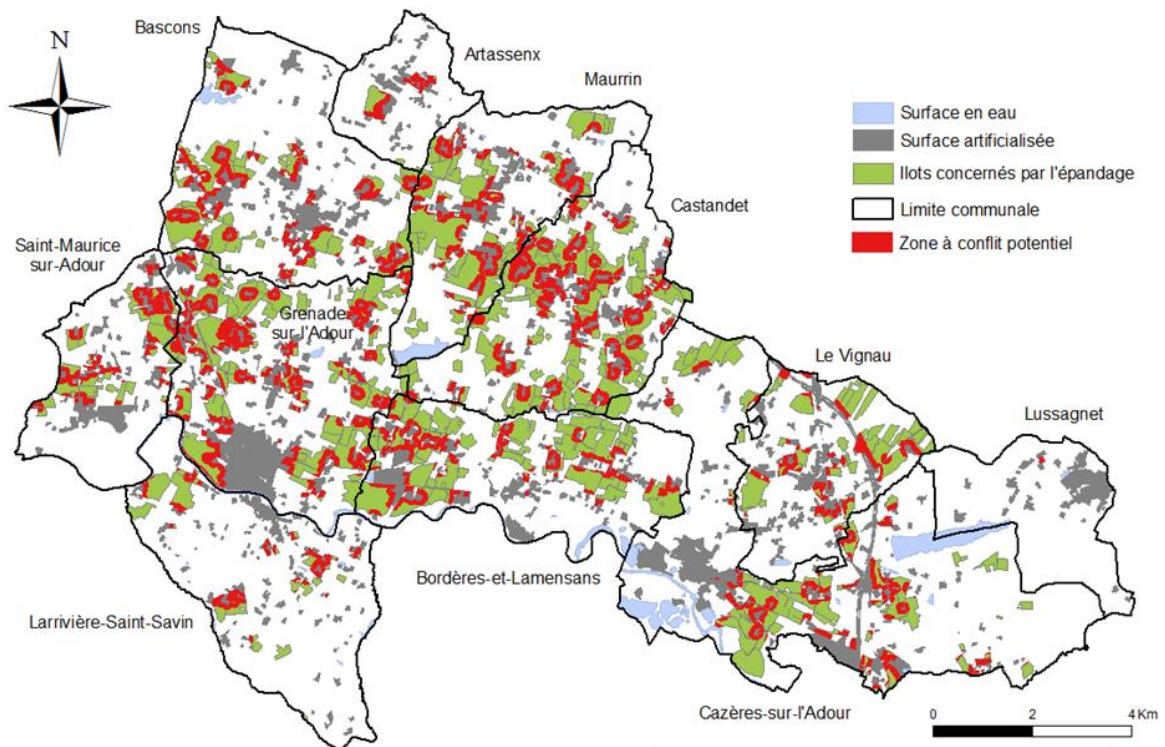 Bascons
N
Artassenx
Maurrin
Surface en eau
Surface artificialisée
Ilots concernés par l'épandage
Limite communale
Zone à conflit potentiel
Castandet
Saint-Maurice
sur-Adour
Grenade
sur-l'Adour
Le Vignau
Lussagnet
Bordères-et-Lamensans
Larrivière-Saint-Savin
Cazères-sur-l'Adour
0 2 4 Km